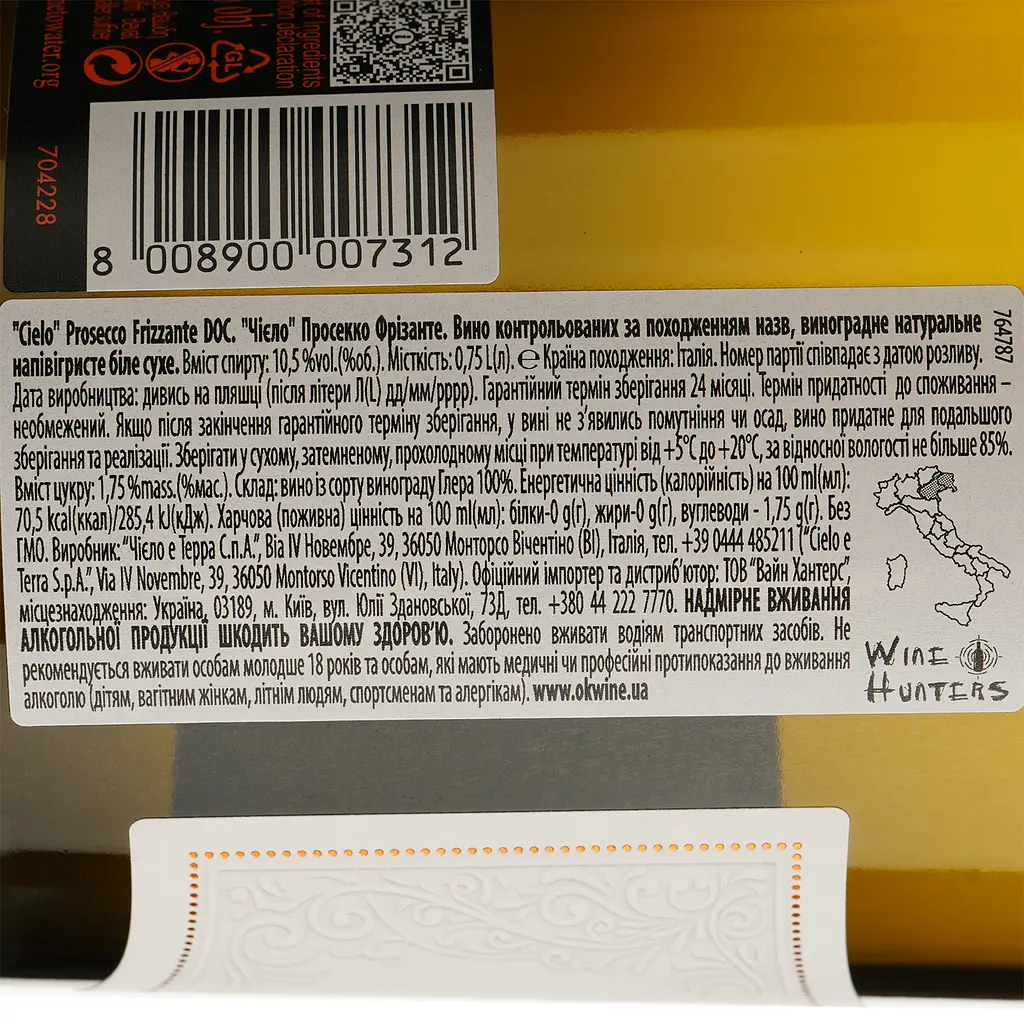 ecowater.org
t of ingredients
ion declaration
GL
704228
8 008900 007312
764787
"Cielo" Prosecco Frizzante DOC. "Чієло" Просекко Фрізанте. Вино контрольованих за походженням назв, виноградне натуральне
напівігристе біле сухе. Вміст спирту: 10,5 %vol.(%об.). Місткість: 0,75 L(л). ℮ Країна походження: Італія. Номер партії співпадає з датою розливу.
Дата виробництва: дивись на пляшці (після літери Л(L) дд/мм/рррр). Гарантійний термін зберігання 24 місяці. Термін придатності до споживання –
необмежений. Якщо після закінчення гарантійного терміну зберігання, у вині не з’явились помутніння чи осад, вино придатне для подальшого
зберігання та реалізації. Зберігати у сухому, затемненому, прохолодному місці при температурі від +5°C до +20°C, за відносної вологості не більше 85%.
Вміст цукру: 1,75 %mass.(%мас.). Склад: вино із сорту винограду Глера 100%. Енергетична цінність (калорійність) на 100 ml(мл):
70,5 kcal(ккал)/285,4 kJ(кДж). Харчова (поживна) цінність на 100 ml(мл): білки-0 g(г), жири-0 g(г), вуглеводи - 1,75 g(г). Без
ГМО. Виробник: “Чієло е Терра С.п.А.”, Віа IV Новембре, 39, 36050 Монторсо Вічентіно (ВІ), Італія, тел. +39 0444 485211 (“Cielo e
Terra S.p.A.”, Via IV Novembre, 39, 36050 Montorso Vicentino (VI), Italy). Офіційний імпортер та дистриб’ютор: ТОВ “Вайн Хантерс”,
місцезнаходження: Україна, 03189, м. Київ, вул. Юлії Здановської, 73Д, тел. +380 44 222 7770. НАДМІРНЕ ВЖИВАННЯ
АЛКОГОЛЬНОЇ ПРОДУКЦІЇ ШКОДИТЬ ВАШОМУ ЗДОРОВ’Ю. Заборонено вживати водіям транспортних засобів. Не
рекомендується вживати особам молодше 18 років та особам, які мають медичні чи професійні протипоказання до вживання
алкоголю (дітям, вагітним жінкам, літнім людям, спортсменам та алергікам). www.okwine.ua
WINE
HUNTERS